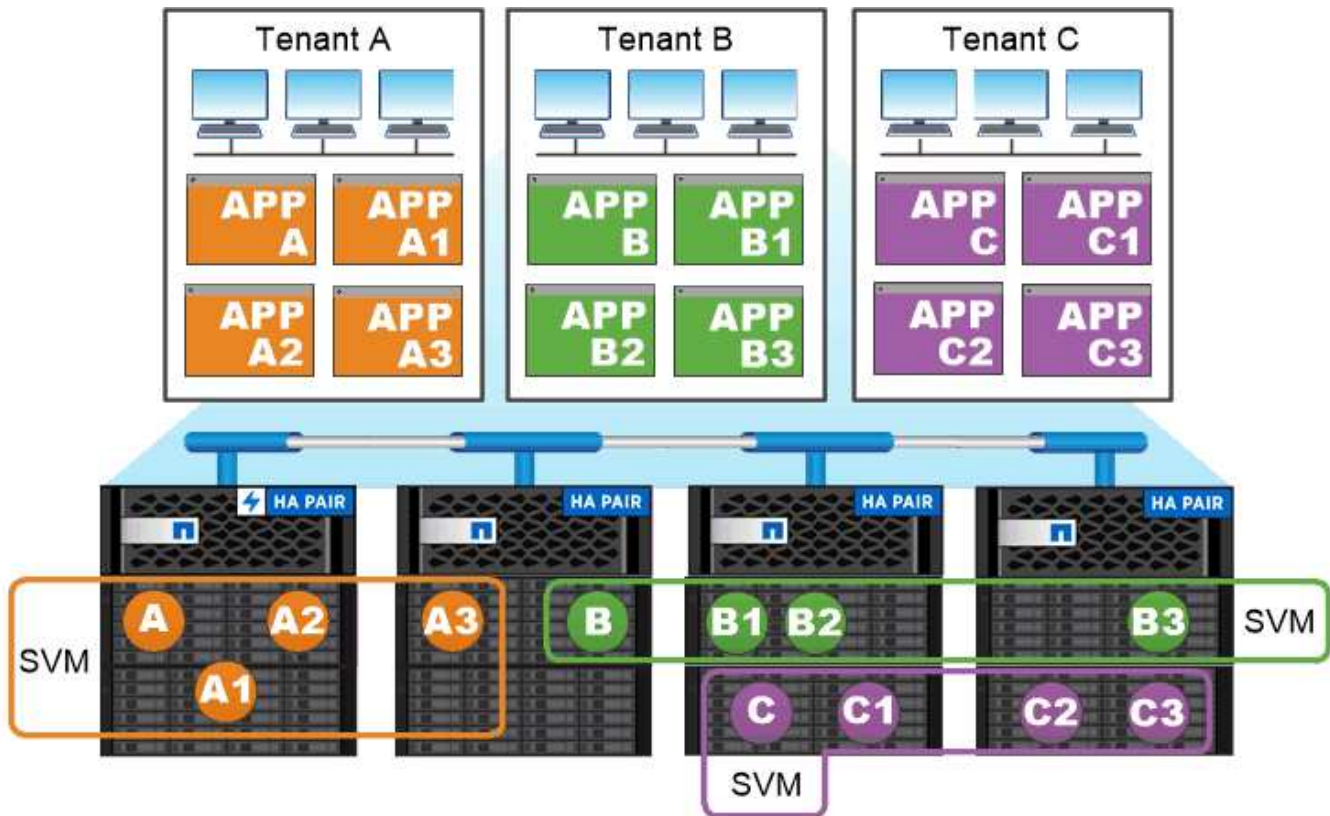 Tenant A
Tenant B
Tenant C
APP
A
APP
A1
APP
B
APP
B1
APP
C
APP
C1
APP
A2
APP
A3
APP
B2
APP
B3
APP
C2
APP
C3
HA PAIR
HA PAIR
HA PAIR
HA PAIR
A
A2
A3
B
B1
B2
B3
SVM
SVM
A1
C
C1
C2
C3
SVM